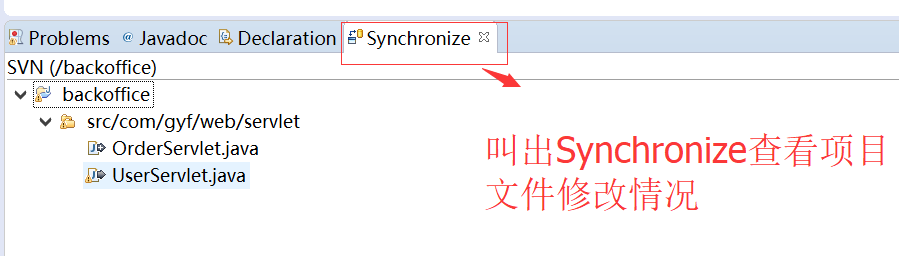 Problems @ Javadoc Declaration Synchronize
SVN (/backoffice)
backoffice
src/com/gyf/web/servlet
OrderServlet.java
UserServlet.java
叫出Synchronize查看项目
文件修改情况